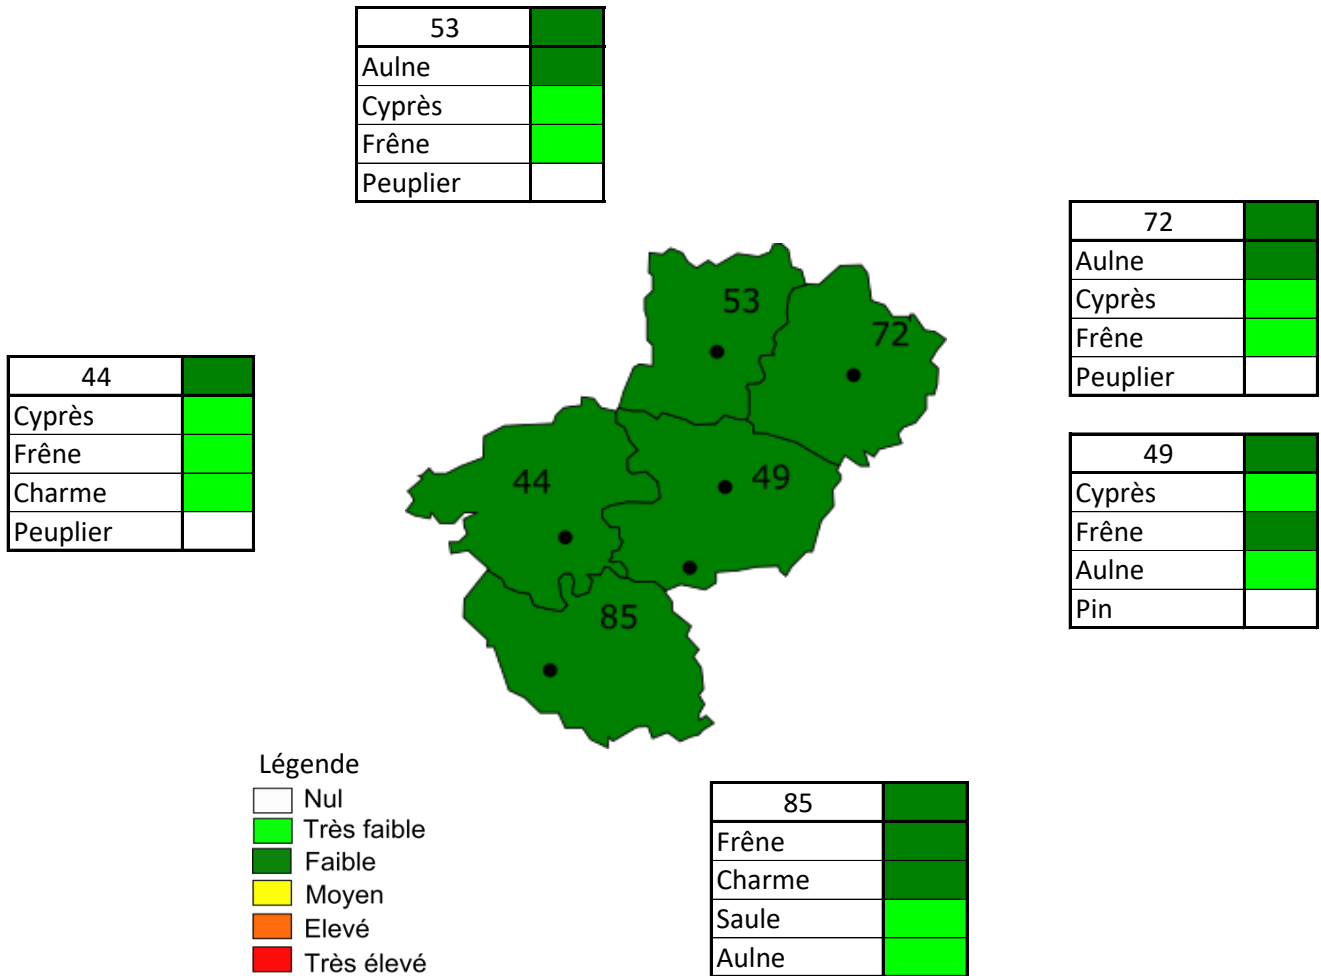 53
Aulne
Cyprès
Frêne
Peuplier
72
Aulne
Cyprès
Frêne
Peuplier
44
Cyprès
Frêne
Charme
Peuplier
53
72
44
49
85
49
Cyprès
Frêne
Aulne
Pin
Légende
Nul
Très faible
Faible
Moyen
Elevé
Très élevé
85
Frêne
Charme
Saule
Aulne